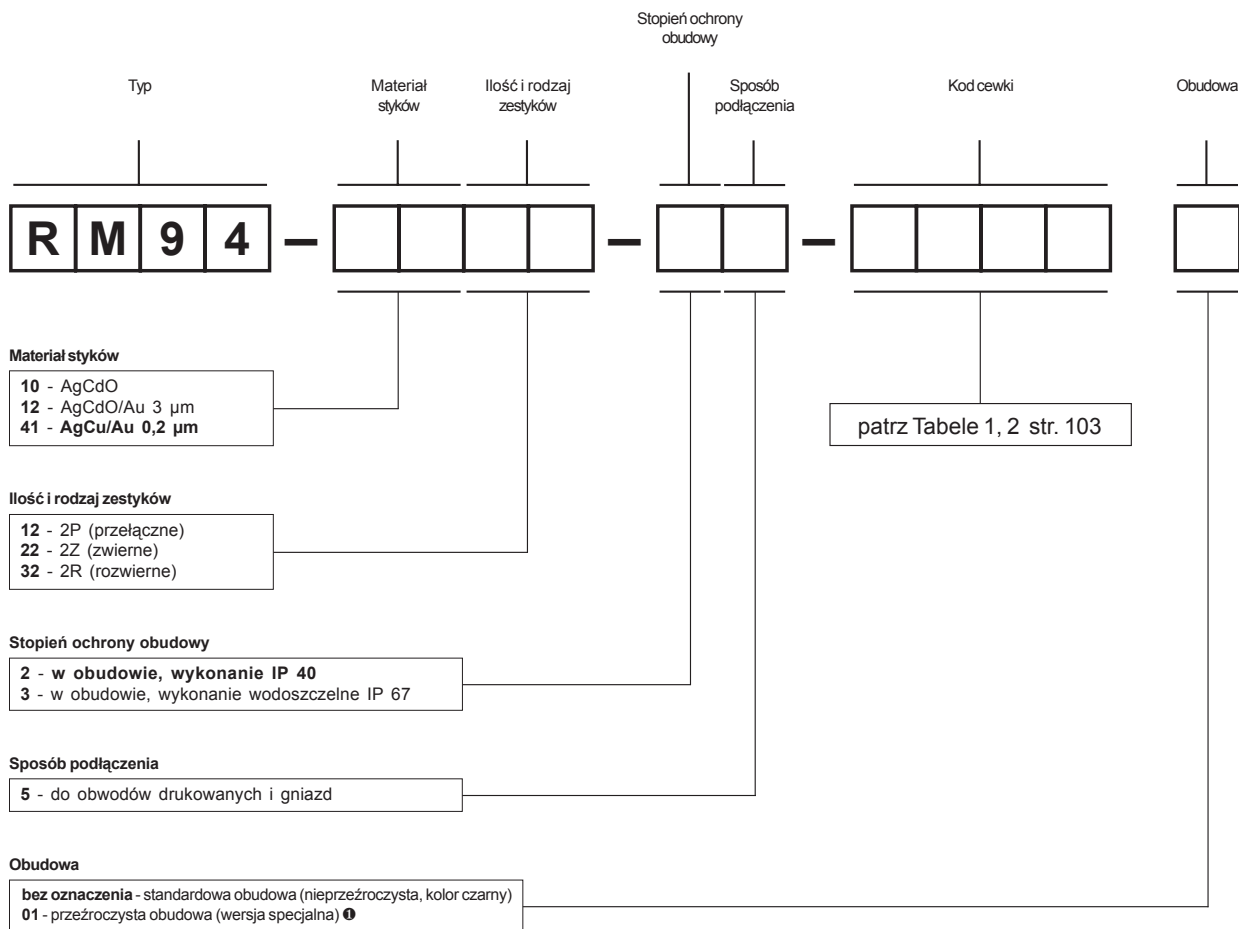 Stopień ochrony
obudowy
Typ
Materiał
styków
Ilość i rodzaj
zestyków
Sposób
podłączenia
Kod cewki
Obudowa
R M 9 4 – – –
Materiał styków
10 - AgCdO
12 - AgCdO/Au 3 µm
41 - AgCu/Au 0,2 µm
patrz Tabele 1, 2 str. 103
Ilość i rodzaj zestyków
12 - 2P (przełączne)
22 - 2Z (zwierne)
32 - 2R (rozwierne)
Stopień ochrony obudowy
2 - w obudowie, wykonanie IP 40
3 - w obudowie, wykonanie wodoszczelne IP 67
Sposób podłączenia
5 - do obwodów drukowanych i gniazd
Obudowa
bez oznaczenia - standardowa obudowa (nieprzeźroczysta, kolor czarny)
01 - przeźroczysta obudowa (wersja specjalna) ❶